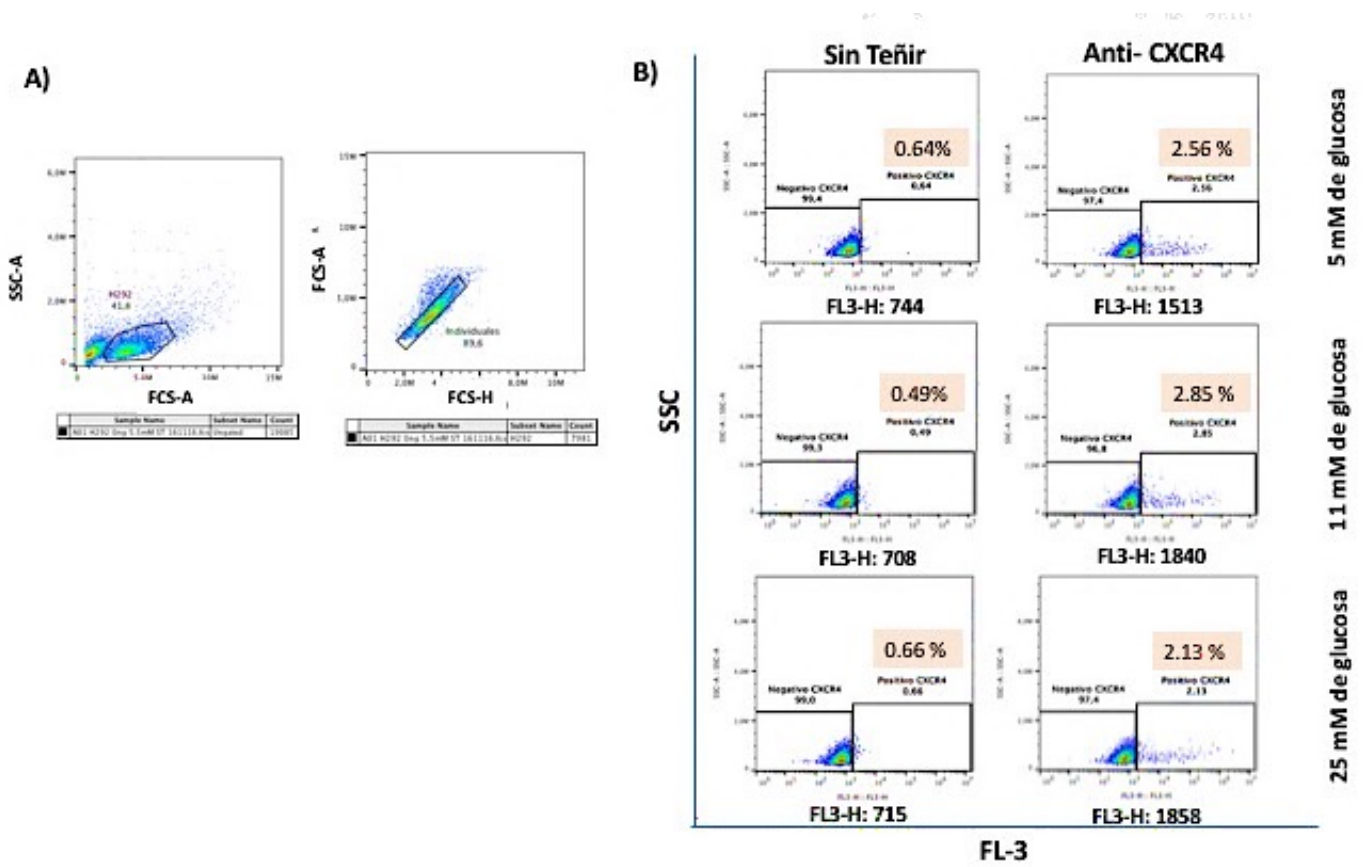 A)
SSC-A
6,0M
4,0M
2,0M
0
H292
41,6
0
5,0M
10M
15M
FCS-A
Sample Name Subset Name Count
Ungated
FCS-A
15M
10M
0
Individuales
89,6
0
2,0M
4
8,0M
10M
FCS-H
Sample Name Subset Name Count
H292 7981
B)
Sin Teñir
Anti- CXCR4
SSC
0.64%
Positivo CXCR4
0,64
Negativo CXCR4
99,4
FL3-H: 744
2.56 %
Positivo CXCR4
2,56
Negativo CXCR4
97,4
FL3-H: 1513
5 mM de glucosa
0.49%
Positivo CXCR4
0,49
Negativo CXCR4
99,3
FL3-H: 708
2.85 %
Positivo CXCR4
2,85
Negativo CXCR4
96,8
FL3-H: 1840
11 mM de glucosa
0.66 %
Positivo CXCR4
0,66
Negativo CXCR4
99,0
FL3-H: 715
2.13 %
Positivo CXCR4
2,13
Negativo CXCR4
97,4
FL3-H: 1858
25 mM de glucosa
FL-3